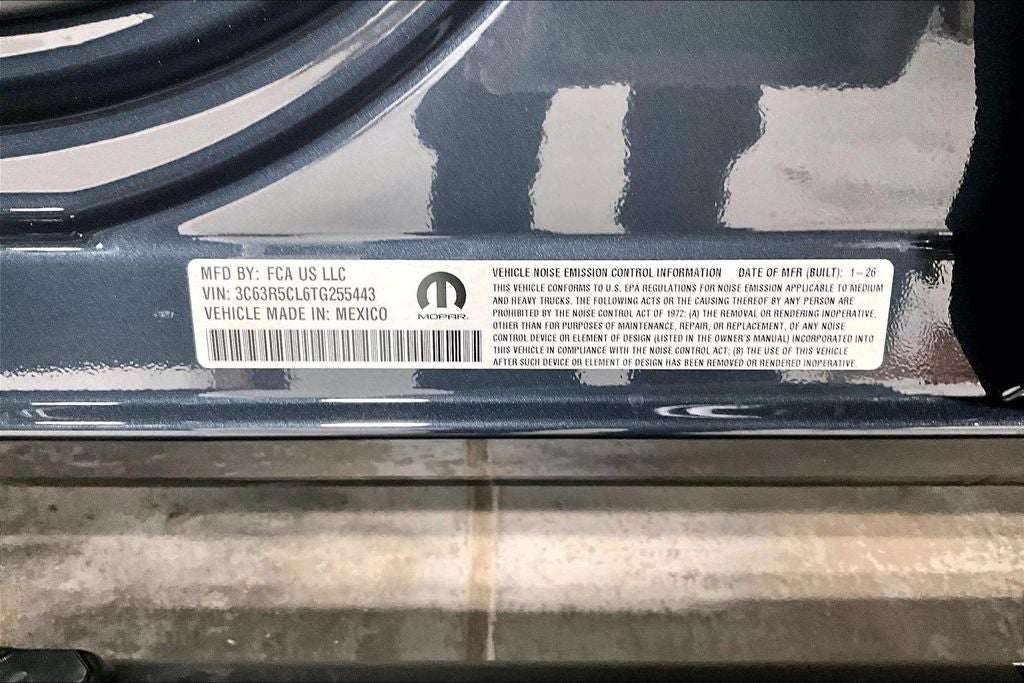 MFD BY: FCA US LLC
VIN: 3C63R5CL6TG255443
VEHICLE MADE IN: MEXICO
MOPAR
VEHICLE NOISE EMISSION CONTROL INFORMATION DATE OF MFR (BUILT): 1-26
THIS VEHICLE CONFORMS TO U.S. EPA REGULATIONS FOR NOISE EMISSION APPLICABLE TO MEDIUM
AND HEAVY TRUCKS. THE FOLLOWING ACTS OR THE CAUSING THEREOF BY ANY PERSON ARE
PROHIBITED BY THE NOISE CONTROL ACT OF 1972: (A) THE REMOVAL OR RENDERING INOPERATIVE,
OTHER THAN FOR PURPOSES OF MAINTENANCE, REPAIR, OR REPLACEMENT, OF ANY NOISE
CONTROL DEVICE OR ELEMENT OF DESIGN (LISTED IN THE OWNER'S MANUAL) INCORPORATED INTO
THIS VEHICLE IN COMPLIANCE WITH THE NOISE CONTROL ACT; (B) THE USE OF THIS VEHICLE
AFTER SUCH DEVICE OR ELEMENT OF DESIGN HAS BEEN REMOVED OR RENDERED INOPERATIVE.